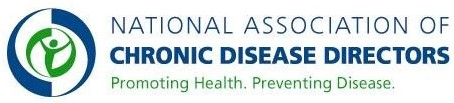 NATIONAL ASSOCIATION OF
CHRONIC DISEASE DIRECTORS
Promoting Health. Preventing Disease.